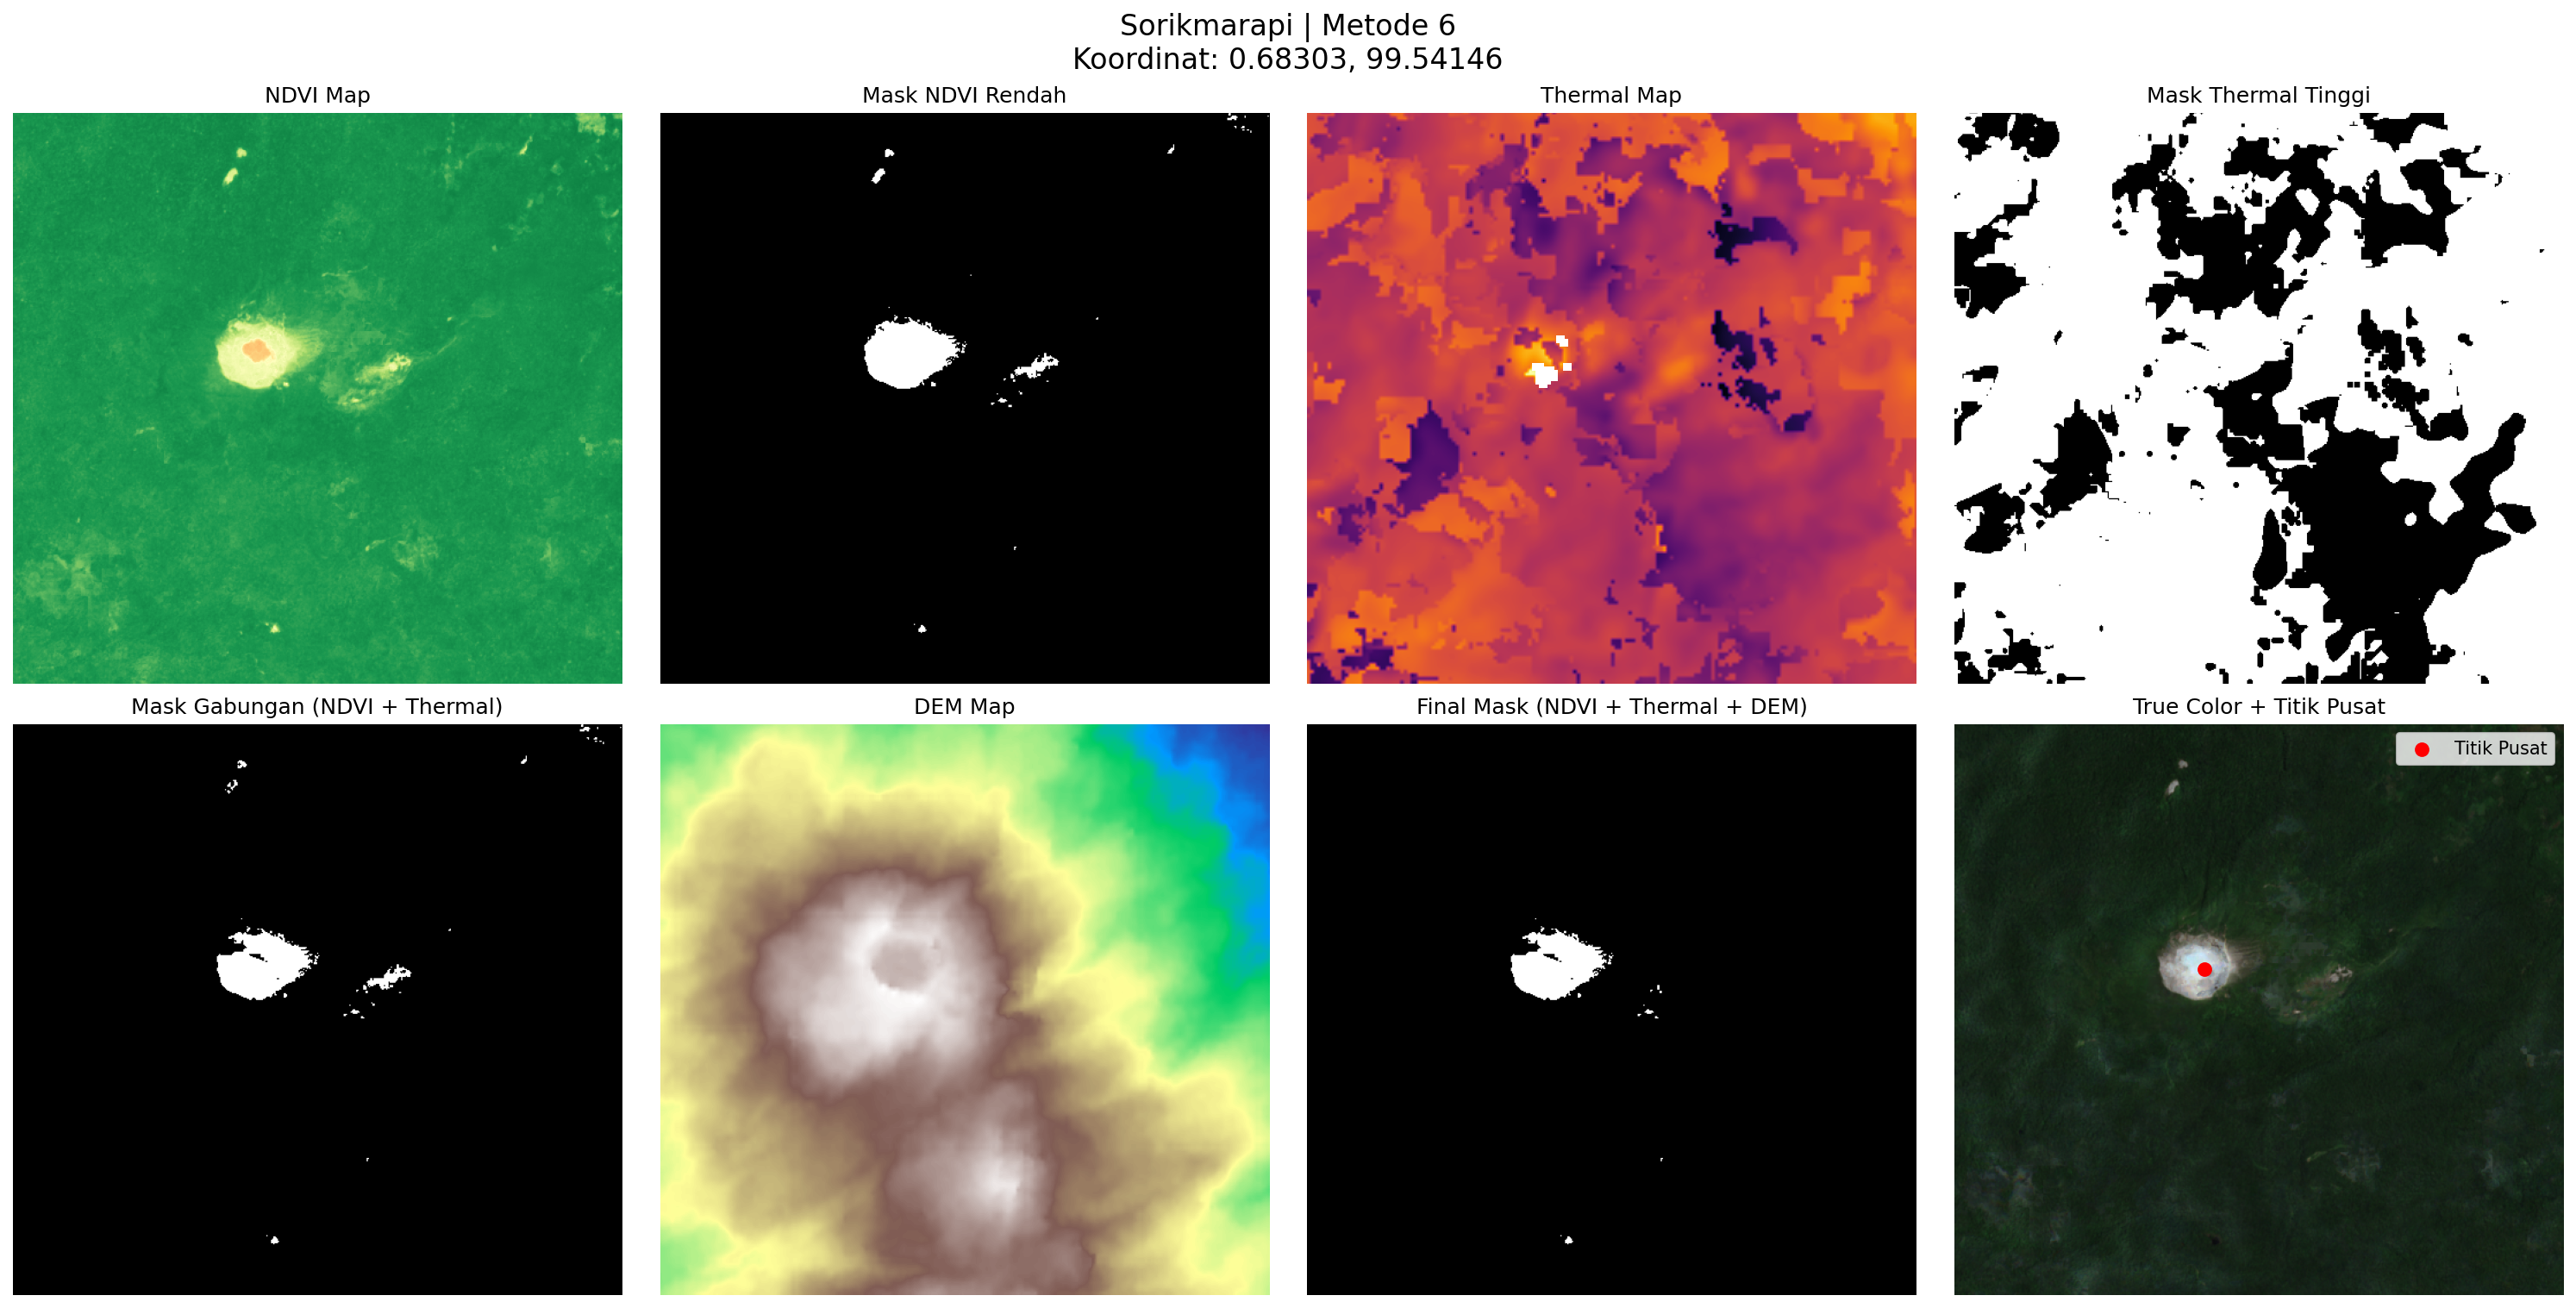 Sorikmarapi | Metode 6
Koordinat: 0.68303, 99.54146
NDVI Map
Mask NDVI Rendah
Thermal Map
Mask Thermal Tinggi
Mask Gabungan (NDVI + Thermal)
DEM Map
Final Mask (NDVI + Thermal + DEM)
True Color + Titik Pusat
Titik Pusat